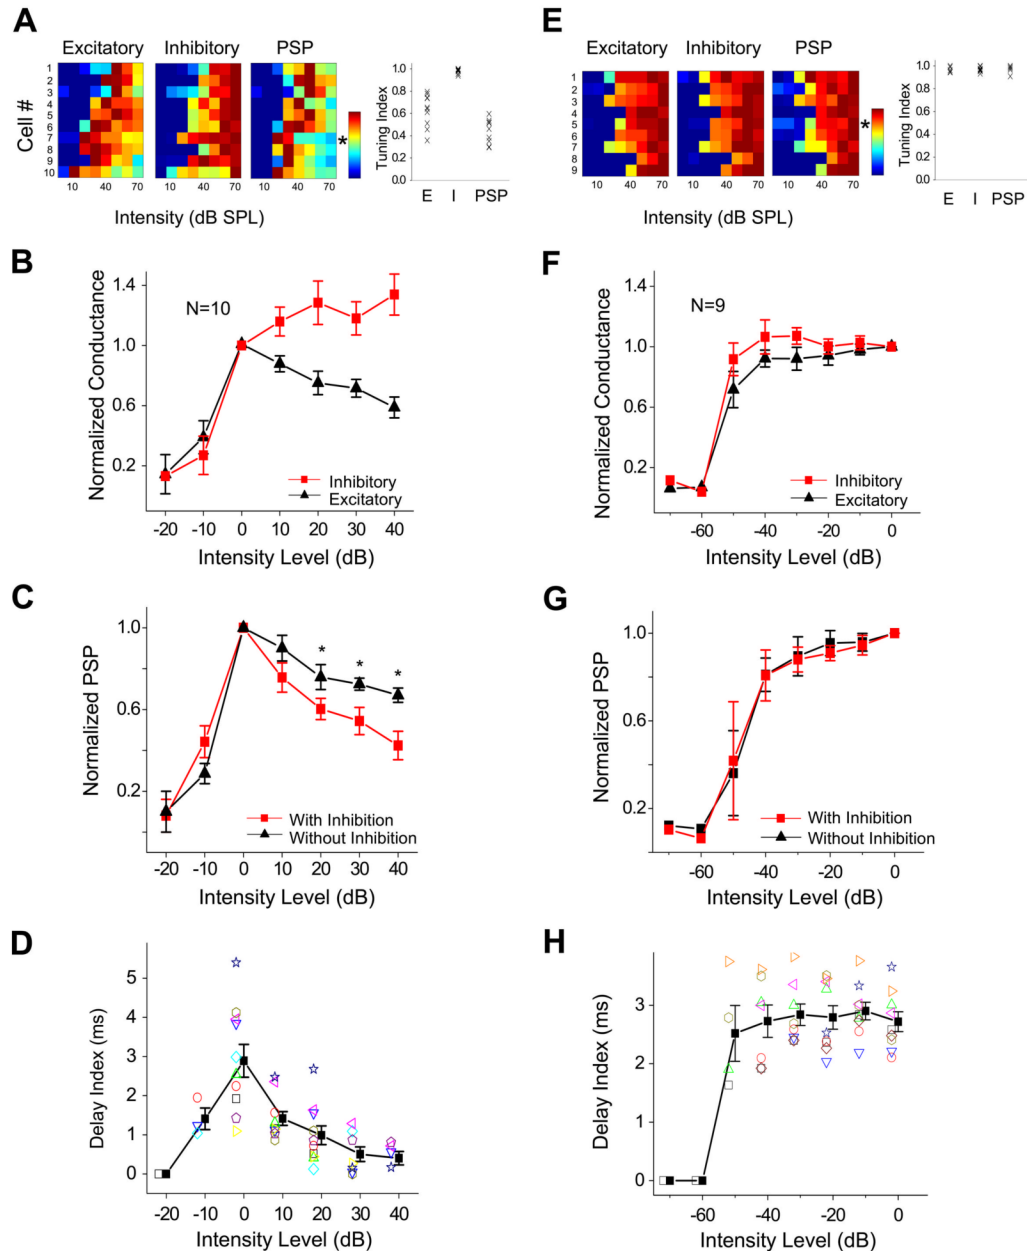 A
E
Excitatory Inhibitory PSP
Excitatory Inhibitory PSP
Cell #
1
2
3
4
5
6
7
8
9
10
10 40 70
10 40 70
10 40 70
*
Tuning Index
1.0
0.8
0.6
0.4
0.2
0.0
E I PSP
Intensity (dB SPL)
1
2
3
4
5
6
7
8
9
10 40 70
10 40 70
10 40 70
*
Tuning Index
1.0
0.8
0.6
0.4
0.2
0.0
E I PSP
Intensity (dB SPL)
B
Normalized Conductance
1.4
1.0
0.6
0.2
N=10
Inhibitory
Excitatory
-20 -10 0 10 20 30 40
Intensity Level (dB)
F
Normalized Conductance
1.4
1.0
0.6
0.2
N=9
Inhibitory
Excitatory
-60 -40 -20 0
Intensity Level (dB)
C
Normalized PSP
1.0
0.6
0.2
* * *
With Inhibition
Without Inhibition
-20 -10 0 10 20 30 40
Intensity Level (dB)
G
Normalized PSP
1.0
0.6
0.2
With Inhibition
Without Inhibition
-60 -40 -20 0
Intensity Level (dB)
D
Delay Index (ms)
5
4
3
2
1
0
-20 -10 0 10 20 30 40
Intensity Level (dB)
H
Delay Index (ms)
3
2
1
0
-60 -40 -20 0
Intensity Level (dB)